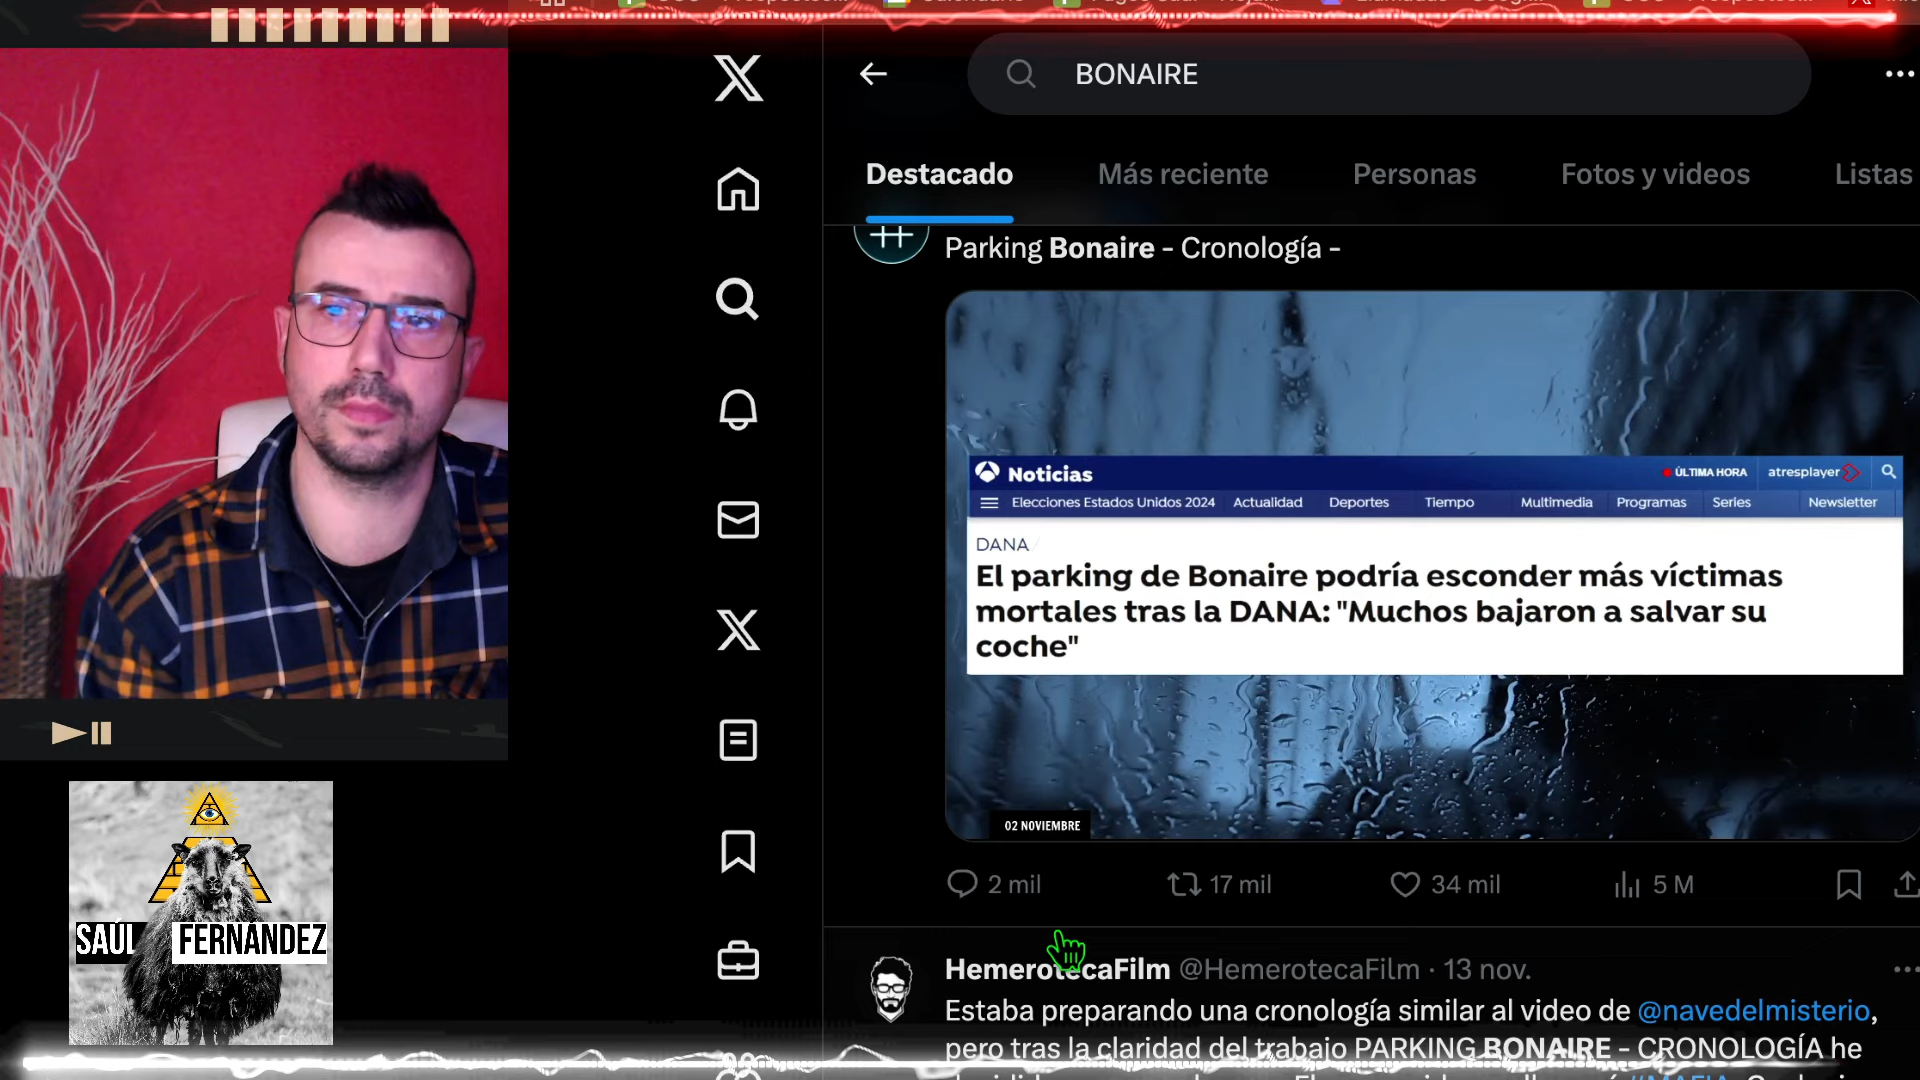 BONAIRE
Destacado
Más reciente
Personas
Fotos y videos
Listas
Parking Bonaire - Cronología -
Noticias
ÚLTIMA HORA
atresplayer
Elecciones Estados Unidos 2024 Actualidad Deportes Tiempo Multimedia Programas Series Newsletter
DANA /
El parking de Bonaire podría esconder más víctimas
mortales tras la DANA: "Muchos bajaron a salvar su
coche"
02 NOVIEMBRE
2 mil
17 mil
34 mil
5 M
HemerotecaFilm @HemerotecaFilm · 13 nov.
Estaba preparando una cronología similar al video de @navedelmisterio,
pero tras la claridad del trabajo PARKING BONAIRE - CRONOLOGÍA he
SAÚL FERNÁNDEZ